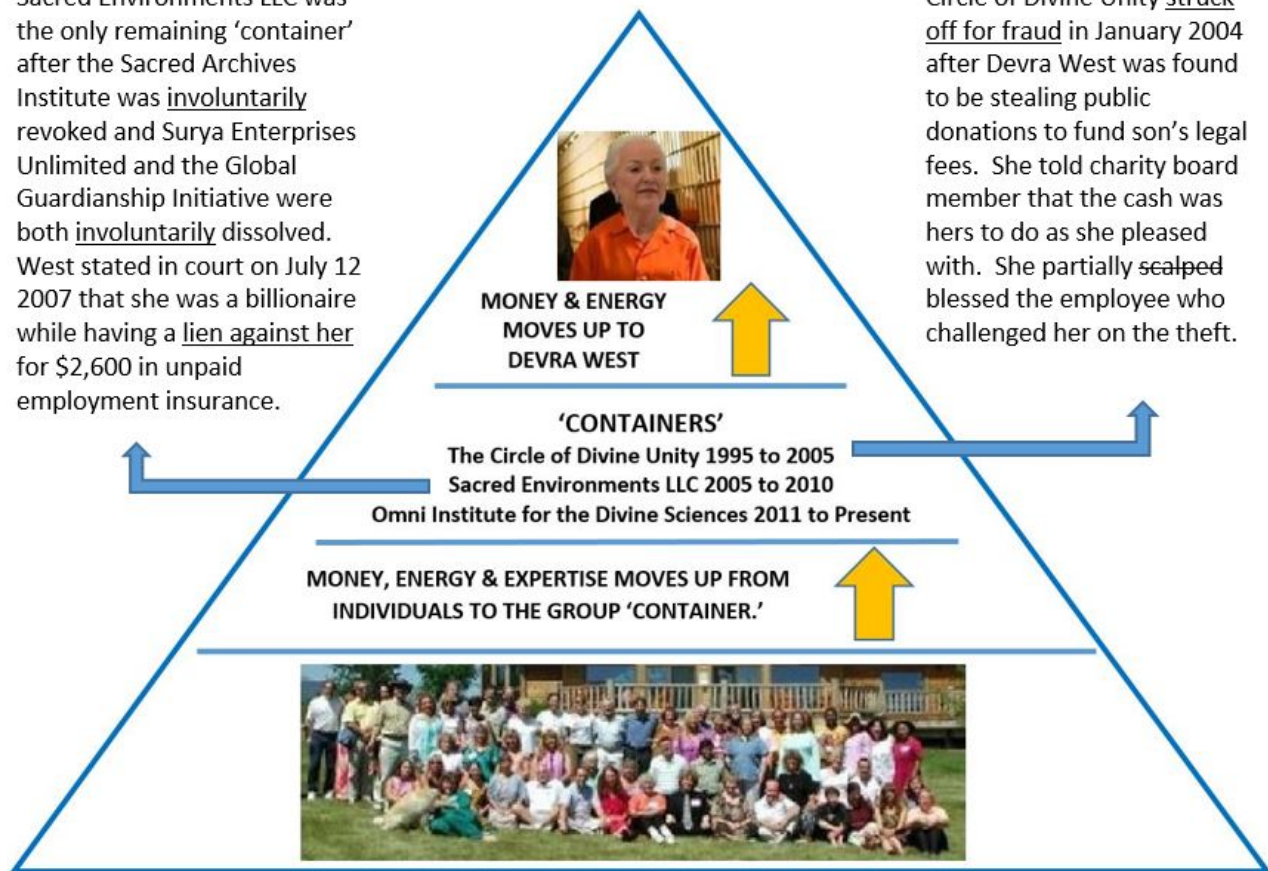 Sacred Environments LLC was
the only remaining ‘container’
after the Sacred Archives
Institute was involuntarily
revoked and Surya Enterprises
Unlimited and the Global
Guardianship Initiative were
both involuntarily dissolved.
West stated in court on July 12
2007 that she was a billionaire
while having a lien against her
for $2,600 in unpaid
employment insurance.
Circle of Divine Unity struck
off for fraud in January 2004
after Devra West was found
to be stealing public
donations to fund son’s legal
fees. She told charity board
member that the cash was
hers to do as she pleased
with. She partially scalped
blessed the employee who
challenged her on the theft.
MONEY & ENERGY
MOVES UP TO
DEVRA WEST
‘CONTAINERS’
The Circle of Divine Unity 1995 to 2005
Sacred Environments LLC 2005 to 2010
Omni Institute for the Divine Sciences 2011 to Present
MONEY, ENERGY & EXPERTISE MOVES UP FROM
INDIVIDUALS TO THE GROUP ‘CONTAINER.’